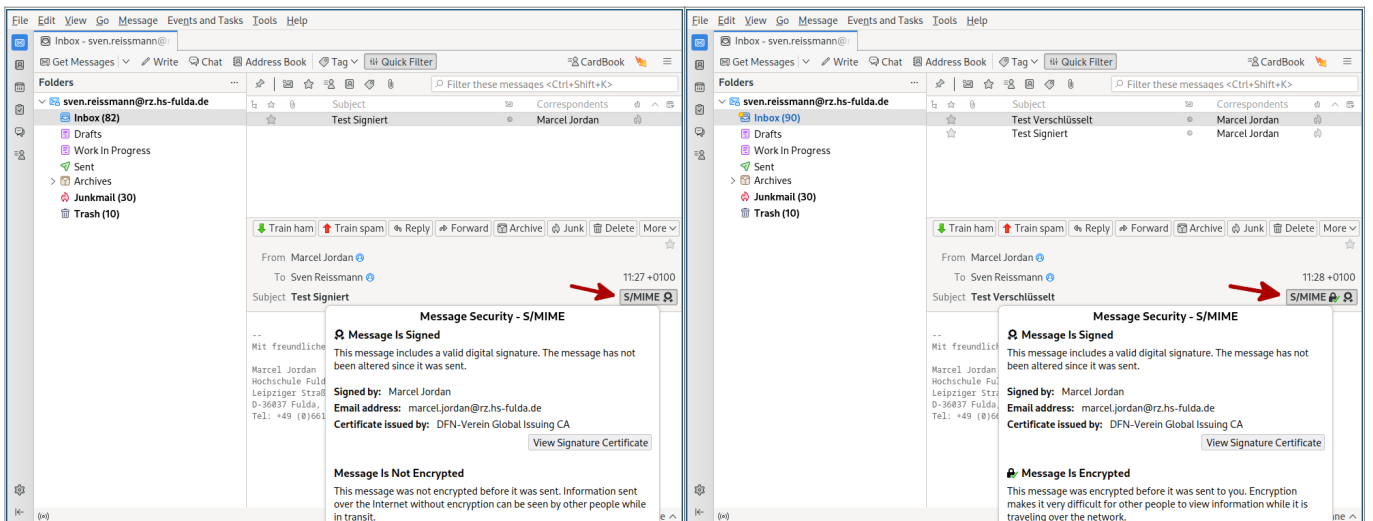 File Edit View Go Message Events and Tasks Tools Help
Inbox - sven.reissmann@
Get Messages Write Chat Address Book Tag Quick Filter CardBook
Folders ...
Filter these messages <Ctrl+Shift+K>
sven.reissmann@rz.hs-fulda.de
Subject Correspondents
Inbox (82)
Test Signiert Marcel Jordan
Drafts
Work In Progress
Sent
Archives
Junkmail (30)
Trash (10)
Train ham Train spam Reply Forward Archive Junk Delete More
From Marcel Jordan
To Sven Reissmann 11:27 +0100
Subject Test Signiert S/MIME
Message Security - S/MIME
Message Is Signed
This message includes a valid digital signature. The message has not
been altered since it was sent.
Signed by: Marcel Jordan
Email address: marcel.jordan@rz.hs-fulda.de
Certificate issued by: DFN-Verein Global Issuing CA
View Signature Certificate
Message Is Not Encrypted
This message was not encrypted before it was sent. Information sent
over the Internet without encryption can be seen by other people while
in transit.
--
Mit freundliche
Marcel Jordan
Hochschule Fuld
Leipziger Straß
D-36037 Fulda,
Tel: +49 (0)661
File Edit View Go Message Events and Tasks Tools Help
Inbox - sven.reissmann@
Get Messages Write Chat Address Book Tag Quick Filter CardBook
Folders ...
Filter these messages <Ctrl+Shift+K>
sven.reissmann@rz.hs-fulda.de
Subject Correspondents
Inbox (90)
Test Verschlüsselt Marcel Jordan
Test Signiert Marcel Jordan
Drafts
Work In Progress
Sent
Archives
Junkmail (30)
Trash (10)
Train ham Train spam Reply Forward Archive Junk Delete More
From Marcel Jordan
To Sven Reissmann 11:28 +0100
Subject Test Verschlüsselt S/MIME
Message Security - S/MIME
Message Is Signed
This message includes a valid digital signature. The message has not
been altered since it was sent.
Signed by: Marcel Jordan
Email address: marcel.jordan@rz.hs-fulda.de
Certificate issued by: DFN-Verein Global Issuing CA
View Signature Certificate
Message Is Encrypted
This message was encrypted before it was sent to you. Encryption
makes it very difficult for other people to view information while it is
traveling over the network.
--
Mit freundlich
Marcel Jordan
Hochschule Ful
Leipziger Stra
D-36037 Fulda,
Tel: +49 (0)66